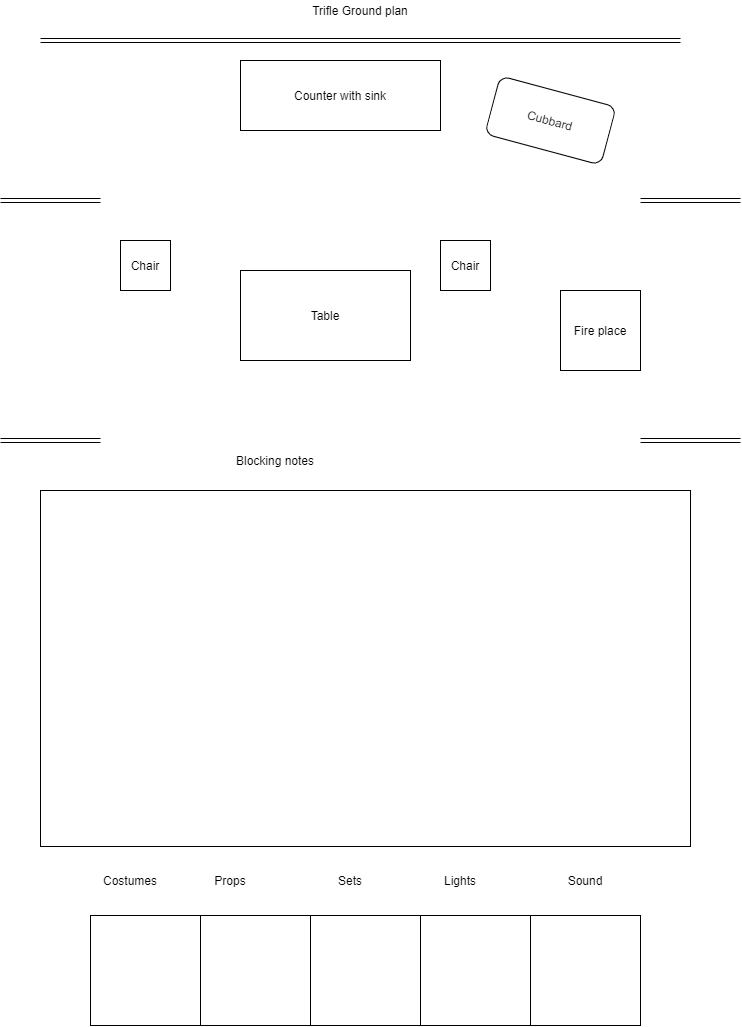 Trifle Ground plan
Counter with sink
Cubbard
Chair
Chair
Table
Fire place
Blocking notes
Costumes
Props
Sets
Lights
Sound